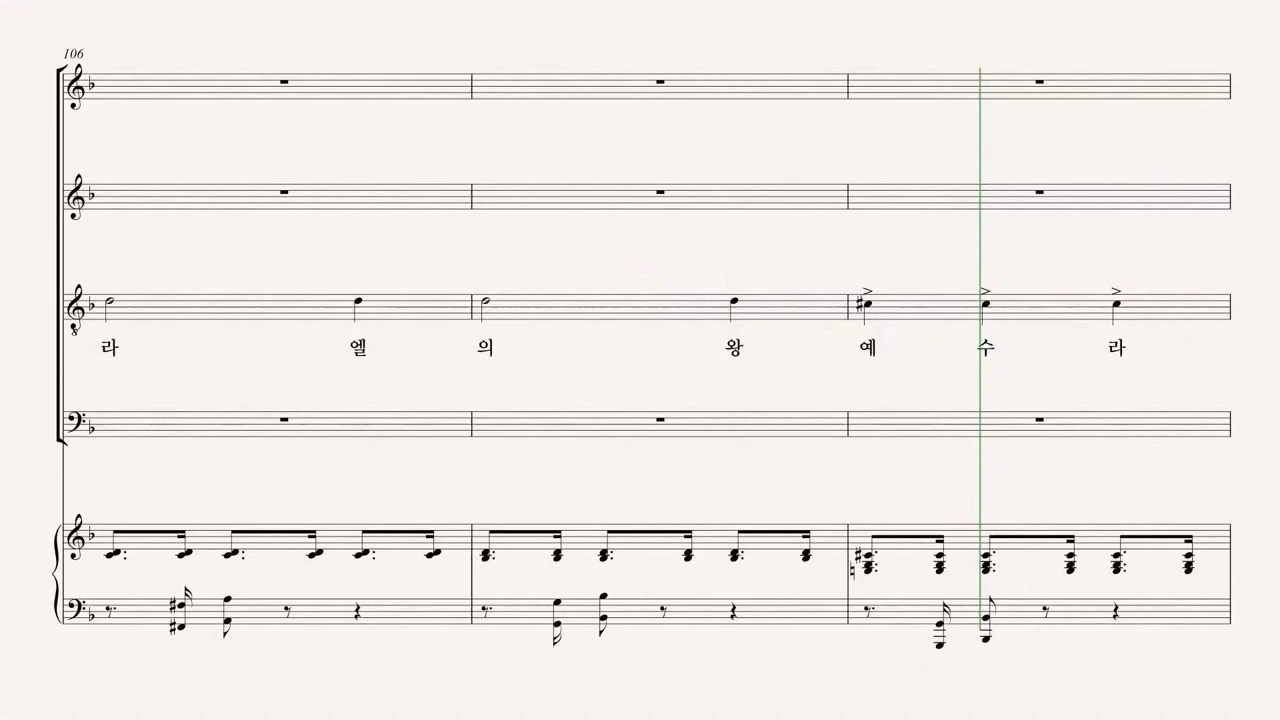 106
라 엘 의 왕 예 수 라